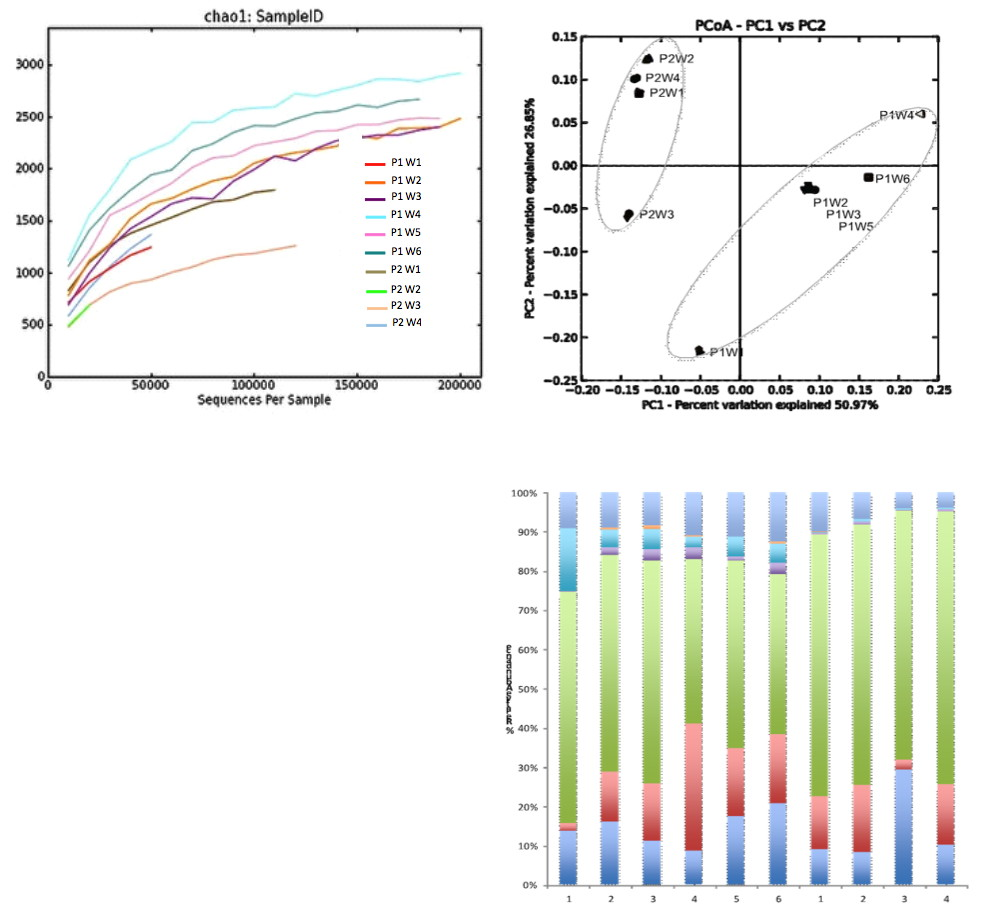 chao1: SampleID
3000
2500
2000
1500
1000
500
0
0 50000 100000 150000 200000
Sequences Per Sample
P1 W1
P1 W2
P1 W3
P1 W4
P1 W5
P1 W6
P2 W1
P2 W2
P2 W3
P2 W4
PCoA - PC1 vs PC2
PC2 - Percent variation explained 26.85%
0.15
0.10
0.05
0.00
−0.05
−0.10
−0.15
−0.20
−0.25
P2W2
P2W4
P2W1
P2W3
P1W4
P1W6
P1W2
P1W3
P1W5
P1W1
−0.20 −0.15 −0.10 −0.05 0.00 0.05 0.10 0.15 0.20 0.25
PC1 - Percent variation explained 50.97%
100%
90%
80%
70%
60%
50%
40%
30%
20%
10%
0%
1 2 3 4 5 6 1 2 3 4